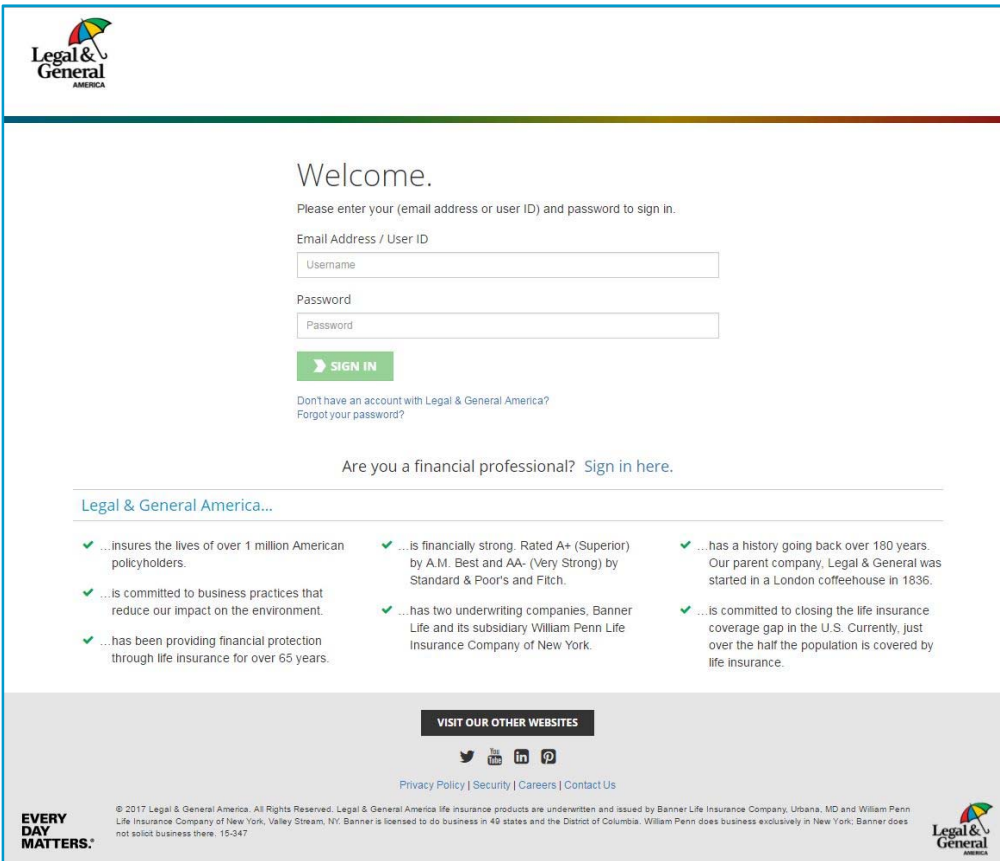 Legal &
General
AMERICA
Welcome.
Please enter your (email address or user ID) and password to sign in.
Email Address / User ID
Username
Password
Password
SIGN IN
Don't have an account with Legal & General America?
Forgot your password?
Are you a financial professional? Sign in here.
Legal & General America...
...insures the lives of over 1 million American
policyholders.
...is committed to business practices that
reduce our impact on the environment.
...has been providing financial protection
through life insurance for over 65 years.
...is financially strong. Rated A+ (Superior)
by A.M. Best and AA- (Very Strong) by
Standard & Poor's and Fitch.
...has two underwriting companies, Banner
Life and its subsidiary William Penn Life
Insurance Company of New York.
...has a history going back over 180 years.
Our parent company, Legal & General was
started in a London coffeehouse in 1836.
...is committed to closing the life insurance
coverage gap in the U.S. Currently, just
over the half the population is covered by
life insurance.
VISIT OUR OTHER WEBSITES
You
Tube
in
Privacy Policy | Security | Careers | Contact Us
EVERY
DAY
MATTERS.®
© 2017 Legal & General America. All Rights Reserved. Legal & General America life insurance products are underwritten and issued by Banner Life Insurance Company, Urbana, MD and William Penn
Life Insurance Company of New York, Valley Stream, NY. Banner is licensed to do business in 49 states and the District of Columbia. William Penn does business exclusively in New York; Banner does
not solicit business there. 15-347
Legal &
General
AMERICA